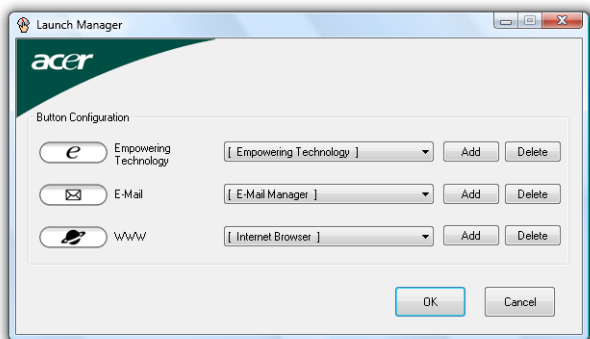 Launch Manager
acer
Button Configuration
e
Empowering
Technology
[ Empowering Technology ]
Add
Delete
E-Mail
[ E-Mail Manager ]
Add
Delete
WWW
[ Internet Browser ]
Add
Delete
OK
Cancel